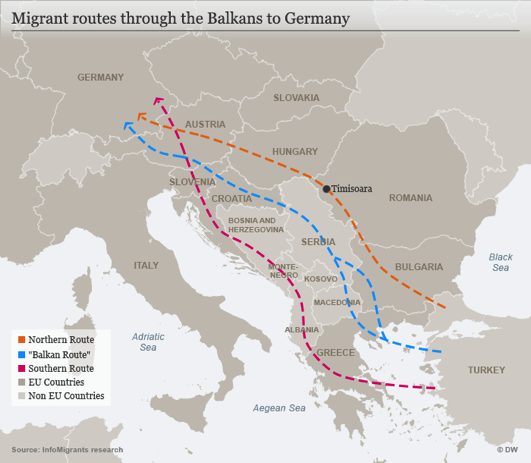 Migrant routes through the Balkans to Germany
GERMANY
SLOVAKIA
AUSTRIA
HUNGARY
SLOVENIA
Timisoara
CROATIA
ROMANIA
BOSNIA AND
HERZEGOVINA
SERBIA
Black
Sea
ITALY
MONTE-
NEGRO
BULGARIA
KOSOVO
MACEDONIA
ALBANIA
Adriatic
Sea
GREECE
TURKEY
Aegean Sea
Northern Route
"Balkan Route"
Southern Route
EU Countries
Non EU Countries
Source: InfoMigrants research
© DW